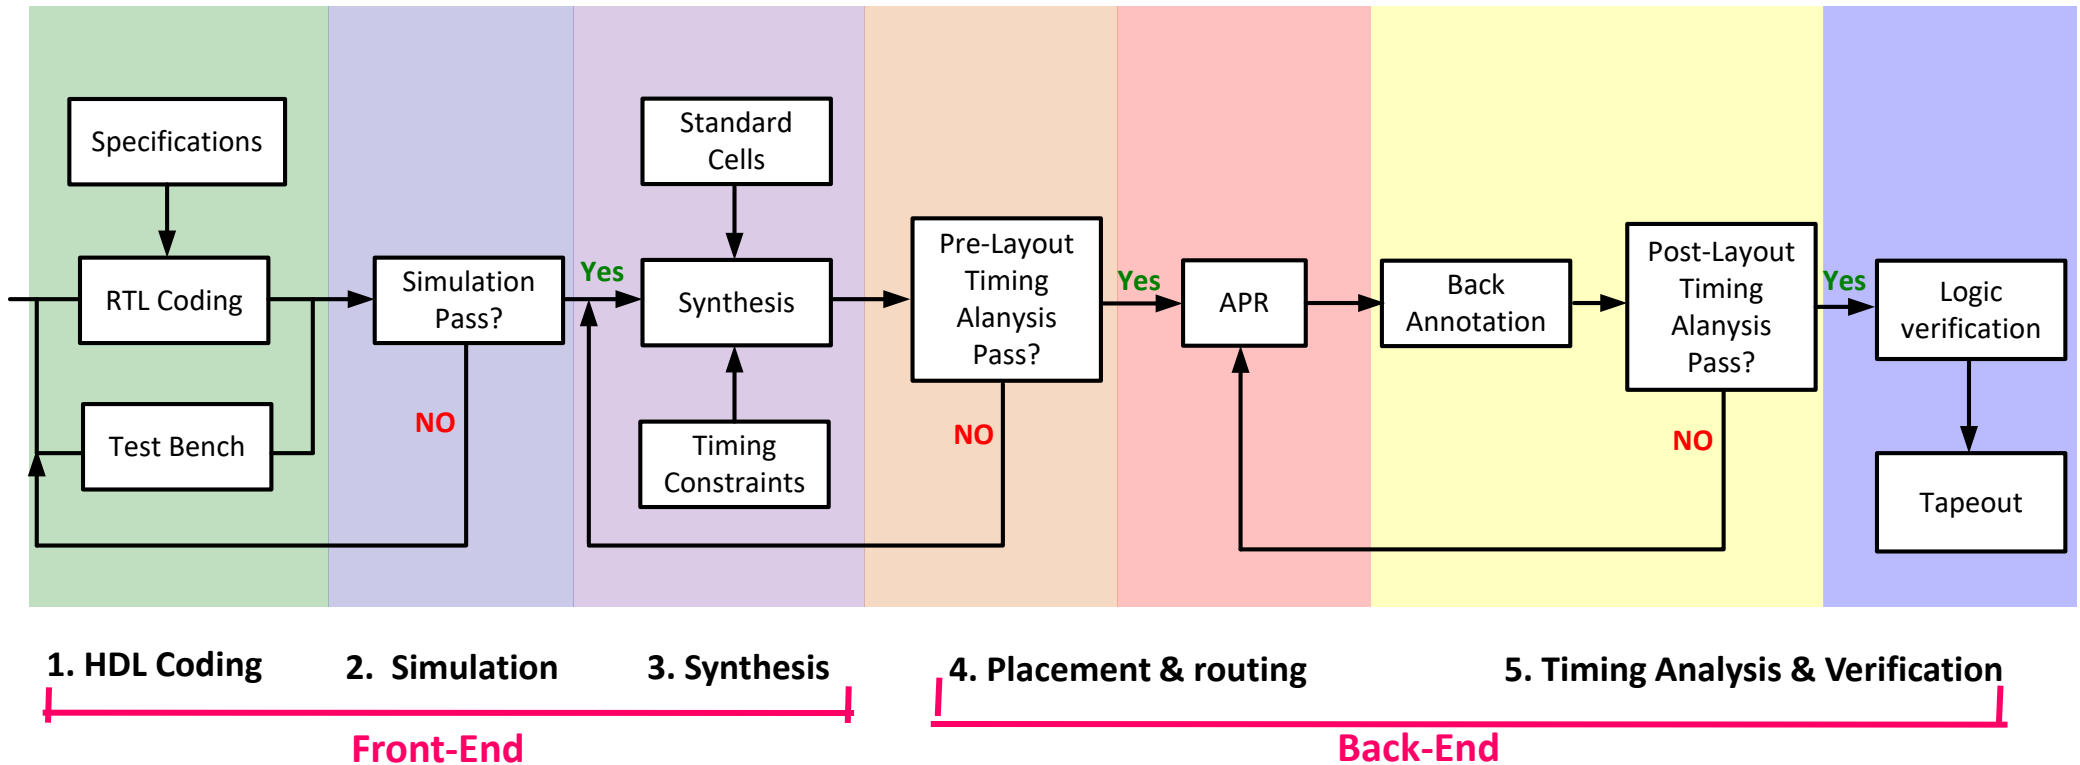 Specifications
RTL Coding
Test Bench
Simulation
Pass?
NO
Yes
Standard
Cells
Synthesis
Timing
Constraints
Pre-Layout
Timing
Alanysis
Pass?
NO
Yes
APR
Back
Annotation
Post-Layout
Timing
Alanysis
Pass?
NO
Yes
Logic
verification
Tapeout
1. HDL Coding
2. Simulation
3. Synthesis
4. Placement & routing
5. Timing Analysis & Verification
Front-End
Back-End